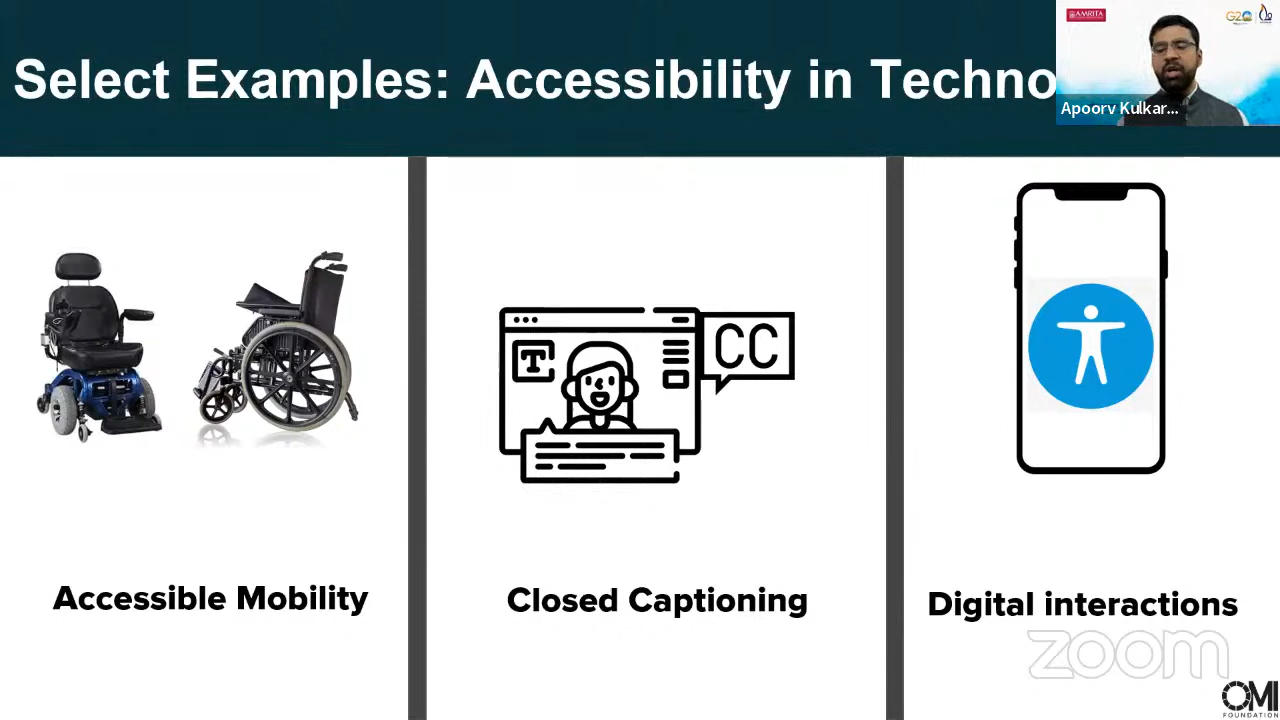 Select Examples: Accessibility in Techno
AMRITA
G20
Apoorv Kulkar...
T
CC
Accessible Mobility
Closed Captioning
Digital interactions
zoom
OMI
FOUNDATION